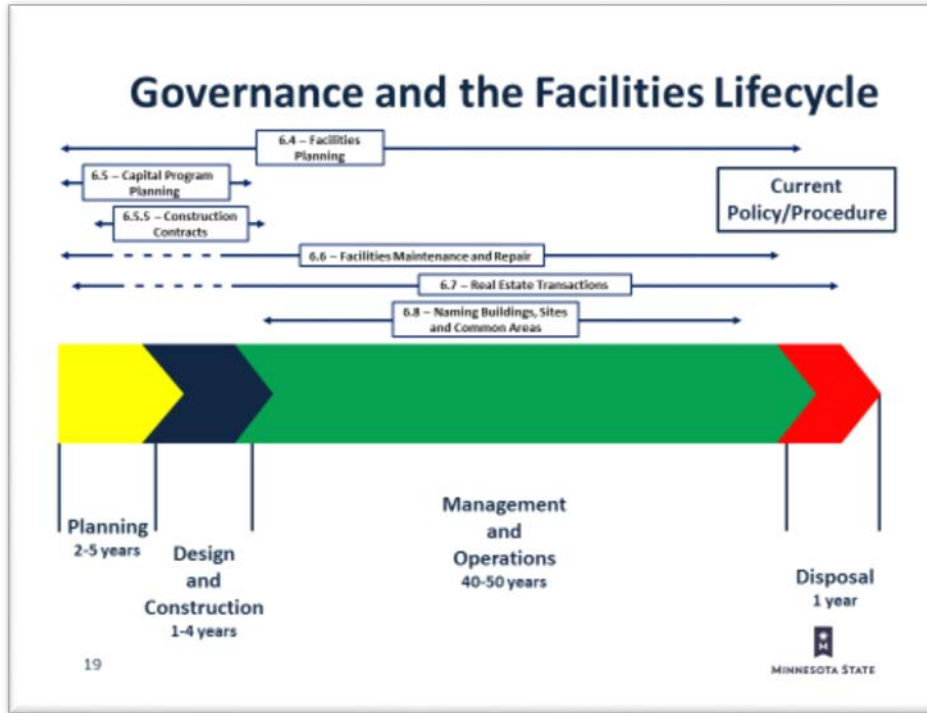 Governance and the Facilities Lifecycle
6.4 – Facilities
Planning
6.5 – Capital Program
Planning
Current
Policy/Procedure
6.5.5 – Construction
Contracts
6.6 – Facilities Maintenance and Repair
6.7 – Real Estate Transactions
6.8 – Naming Buildings, Sites
and Common Areas
Planning
2-5 years
Design
and
Construction
1-4 years
Management
and
Operations
40-50 years
Disposal
1 year
19
M
MINNESOTA STATE